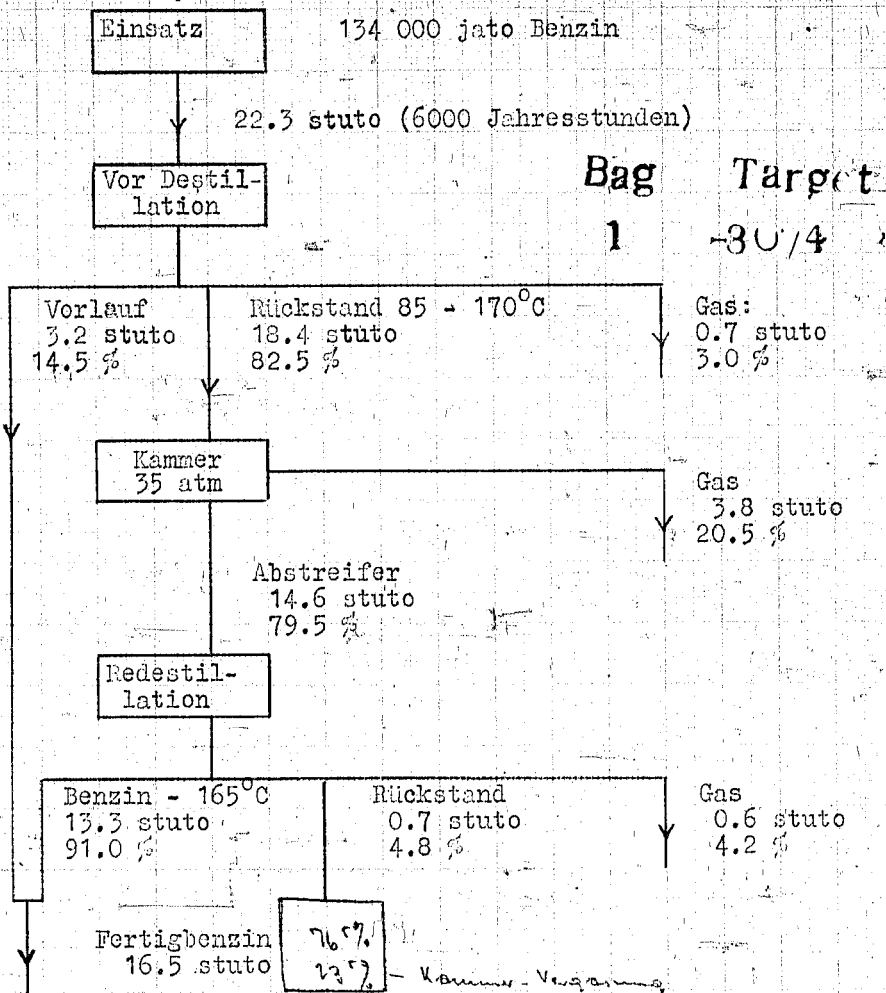 Einsatz
134 000 jato Benzin
22.3 stuto (6000 Jahresstunden)
Vor Destil-
lation
Bag Target
1 -30/4
Vorlauf
3.2 stuto
14.5 %
Rückstand 85 - 170°C
18.4 stuto
82.5 %
Gas:
0.7 stuto
3.0 %
Kammer
35 atm
Gas
3.8 stuto
20.5 %
Abstreifer
14.6 stuto
79.5 %
Redestil-
lation
Benzin - 165°C
13.3 stuto
91.0 %
Rückstand
0.7 stuto
4.8 %
Gas
0.6 stuto
4.2 %
Fertigbenzin
16.5 stuto
- Kammer-Vergasung